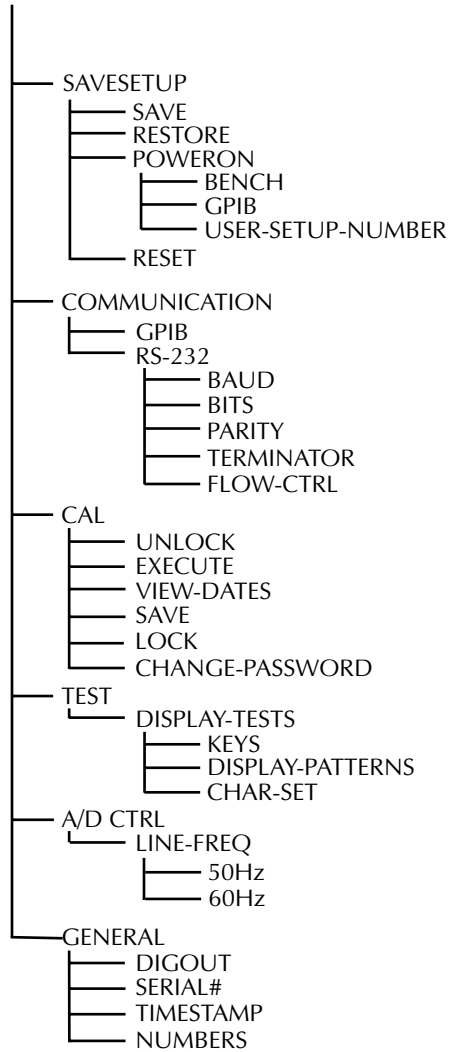 SAVESETUP
SAVE
RESTORE
POWERON
BENCH
GPIB
USER-SETUP-NUMBER
RESET
COMMUNICATION
GPIB
RS-232
BAUD
BITS
PARITY
TERMINATOR
FLOW-CTRL
CAL
UNLOCK
EXECUTE
VIEW-DATES
SAVE
LOCK
CHANGE-PASSWORD
TEST
DISPLAY-TESTS
KEYS
DISPLAY-PATTERNS
CHAR-SET
A/D CTRL
LINE-FREQ
50Hz
60Hz
GENERAL
DIGOUT
SERIAL#
TIMESTAMP
NUMBERS